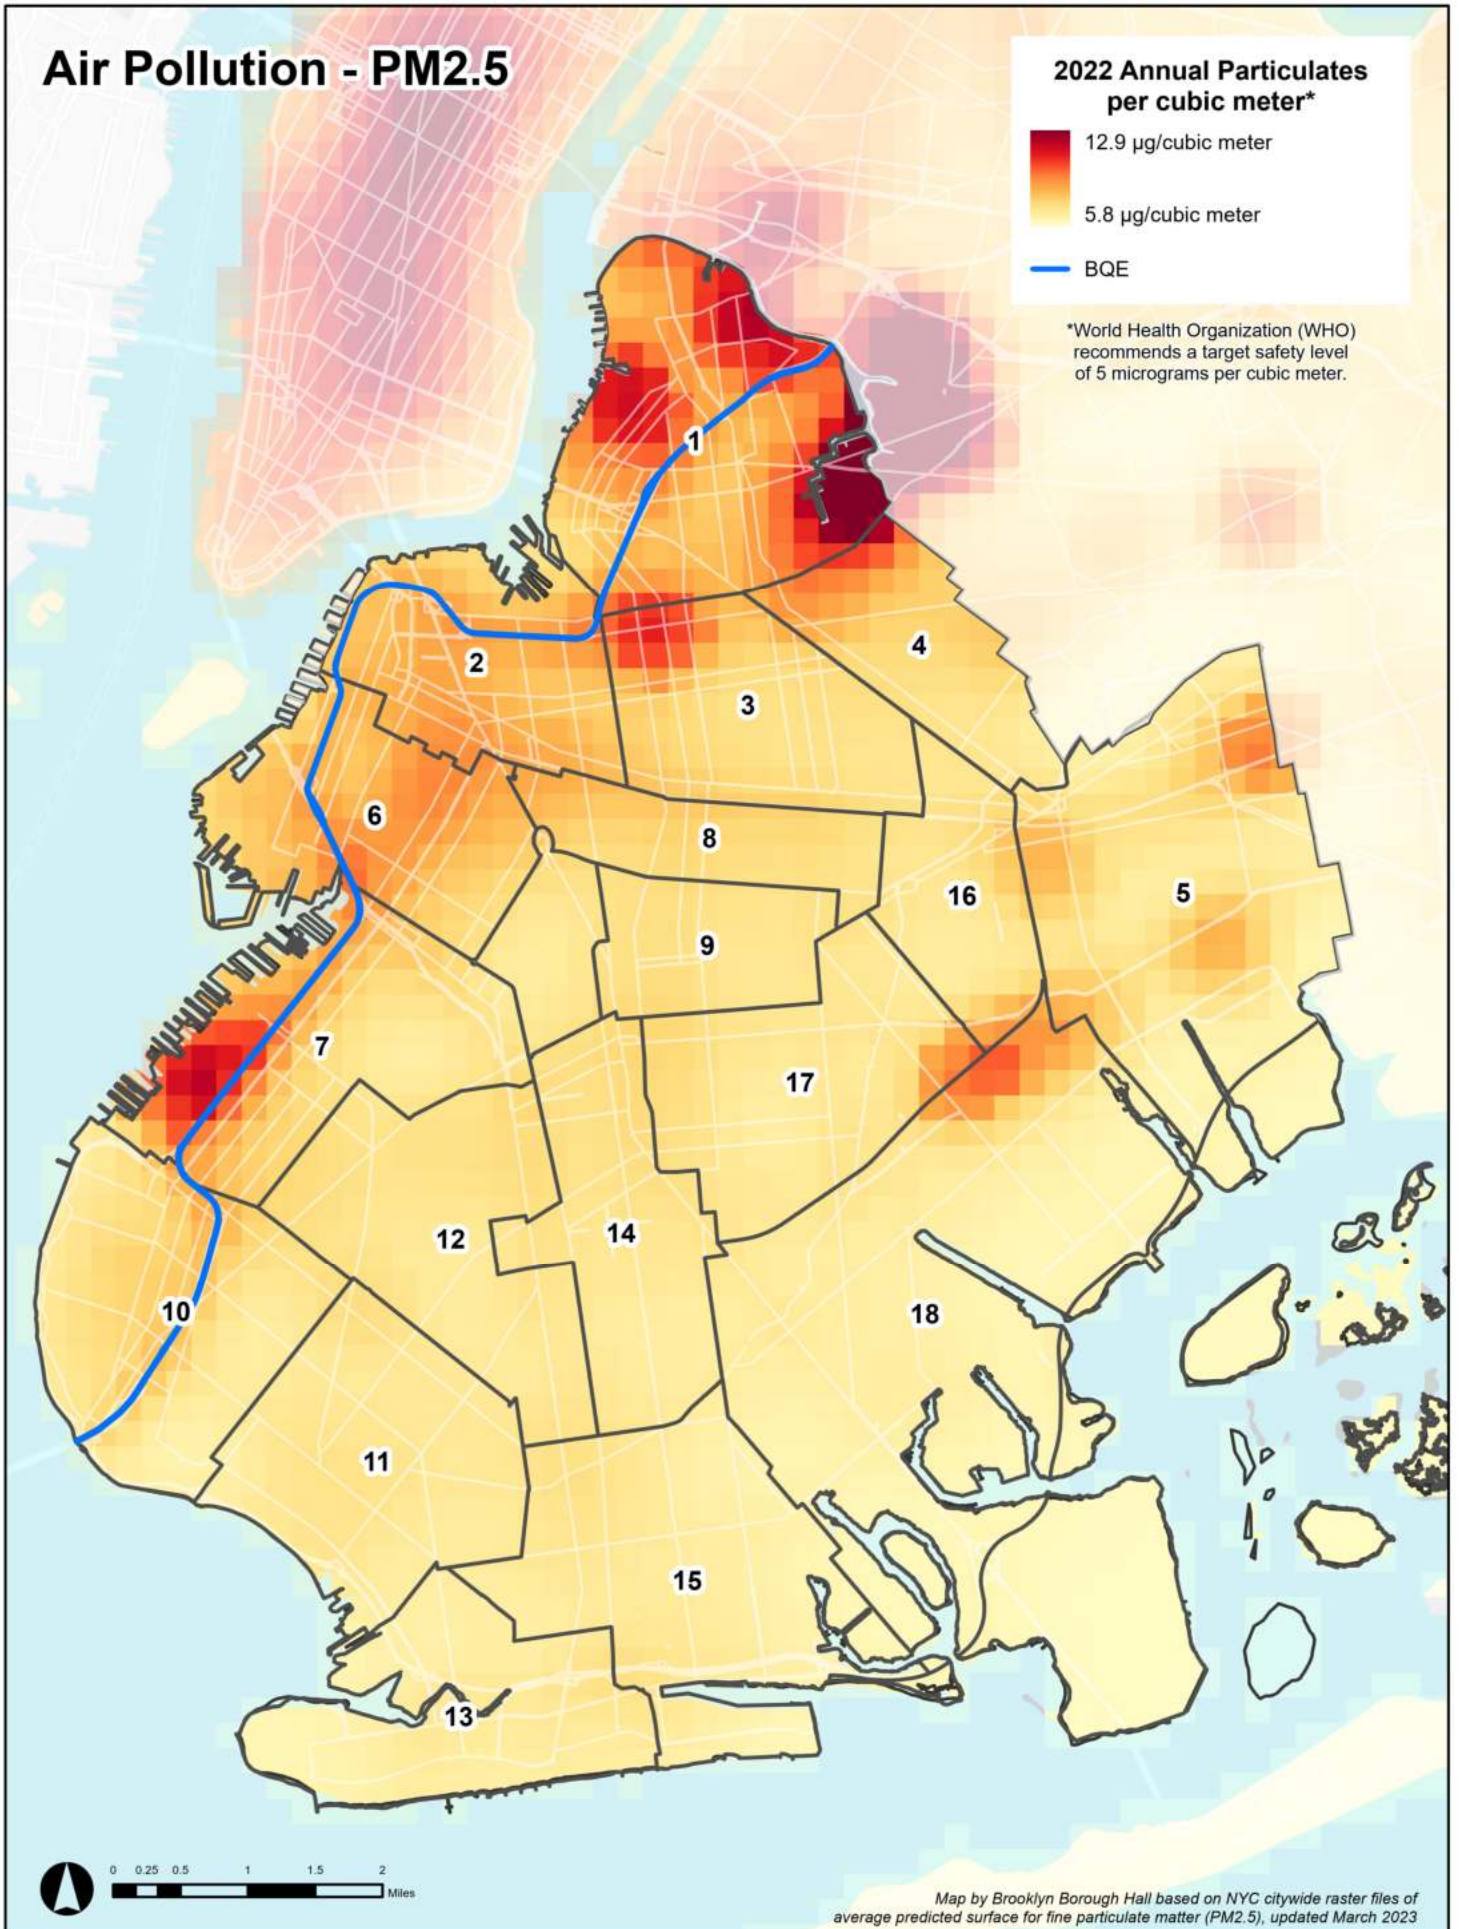 Air Pollution - PM2.5
2022 Annual Particulates
per cubic meter*
12.9 µg/cubic meter
5.8 µg/cubic meter
BQE
*World Health Organization (WHO)
recommends a target safety level
of 5 micrograms per cubic meter.
1
2
4
3
6
8
16
5
9
7
17
12
14
18
10
11
15
13
0 0.25 0.5 1 1.5 2
Miles
Map by Brooklyn Borough Hall based on NYC citywide raster files of
average predicted surface for fine particulate matter (PM2.5), updated March 2023